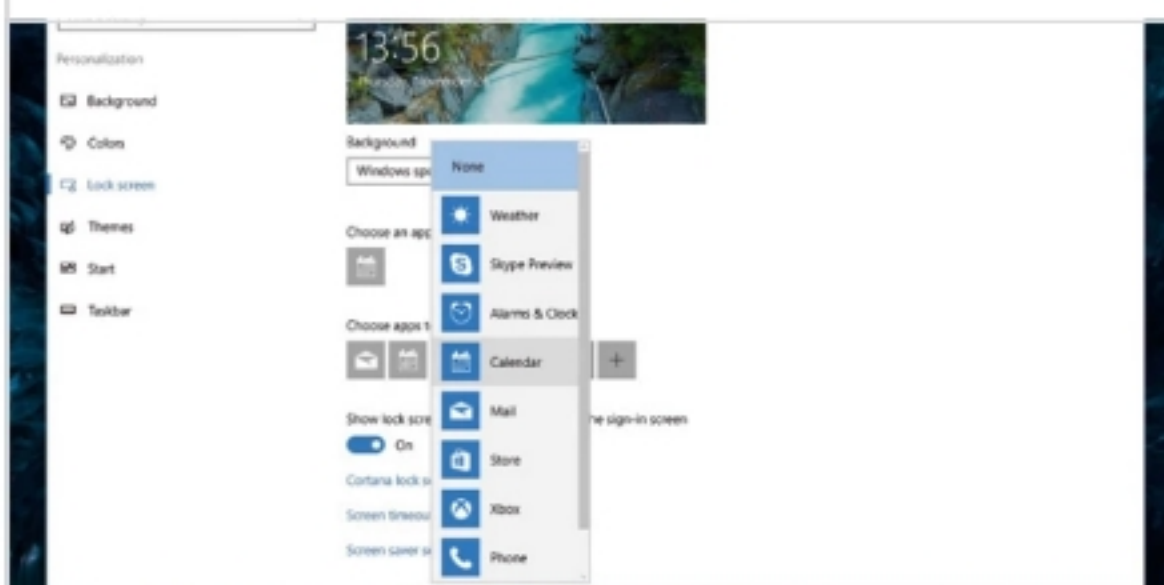 Personalization
Background
Colors
Lock screen
Themes
Start
Taskbar
13:56
Thursday, November
Background
Windows spo
Choose an app
Choose apps t
Show lock scre
he sign-in screen
On
Cortana lock s
Screen timeou
Screen saver s
None
Weather
Skype Preview
Alarms & Clock
Calendar
Mail
Store
Xbox
Phone